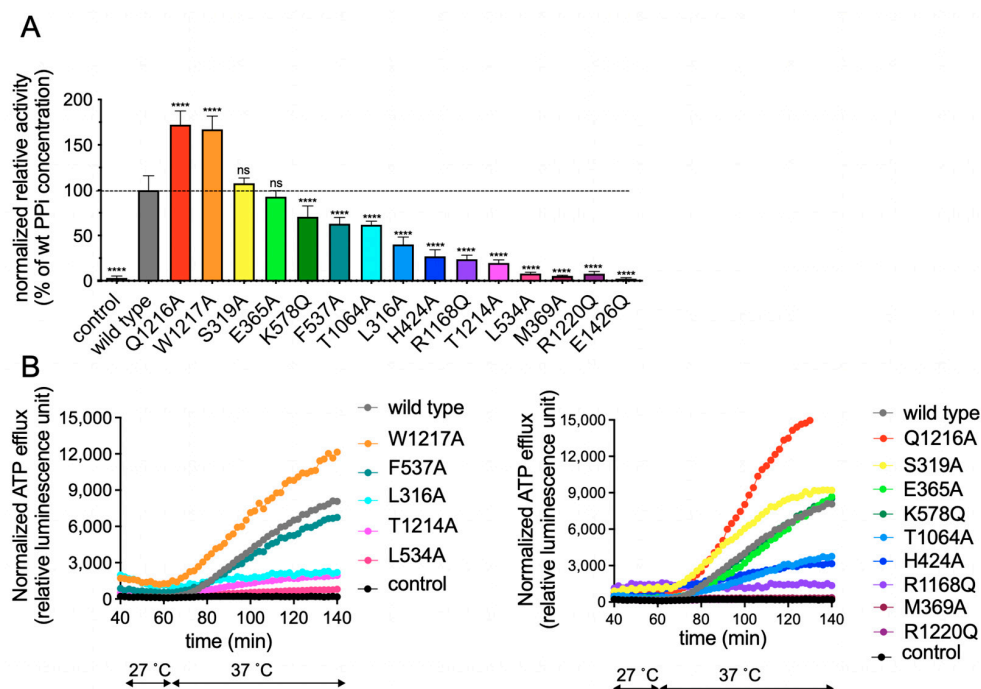 A
normalized relative activity
(% of wt PPi concentration)
200
150
100
50
0
****
****
****
ns
ns
****
****
****
****
****
****
****
****
****
****
****
control
wild type
Q1216A
W1217A
S319A
E365A
K578Q
F537A
T1064A
L316A
H424A
R1168Q
T1214A
L534A
M369A
R1220Q
E1426Q
B
Normalized ATP efflux
(relative luminescence unit)
15,000
12,000
9,000
6,000
3,000
0
40 60 80 100 120 140
time (min)
27 ˚C 37 ˚C
wild type
W1217A
F537A
L316A
T1214A
L534A
control
Normalized ATP efflux
(relative luminescence unit)
15,000
12,000
9,000
6,000
3,000
0
40 60 80 100 120 140
time (min)
27 ˚C 37 ˚C
wild type
Q1216A
S319A
E365A
K578Q
T1064A
H424A
R1168Q
M369A
R1220Q
control